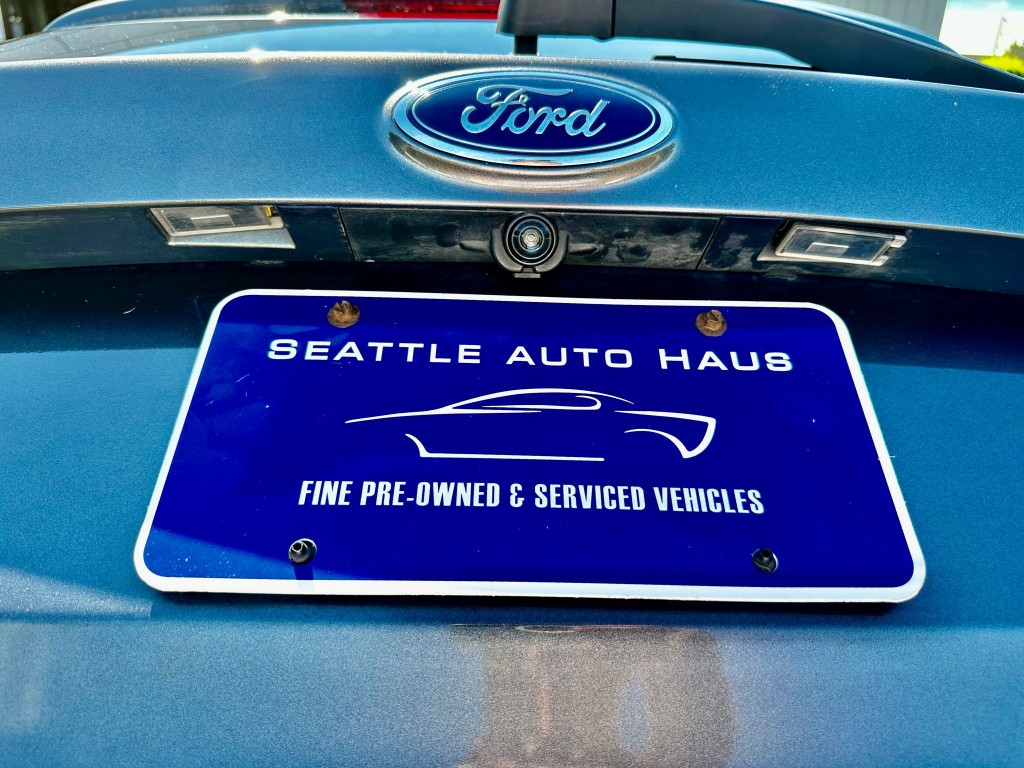 Ford
SEATTLE AUTO HAUS
FINE PRE-OWNED & SERVICED VEHICLES